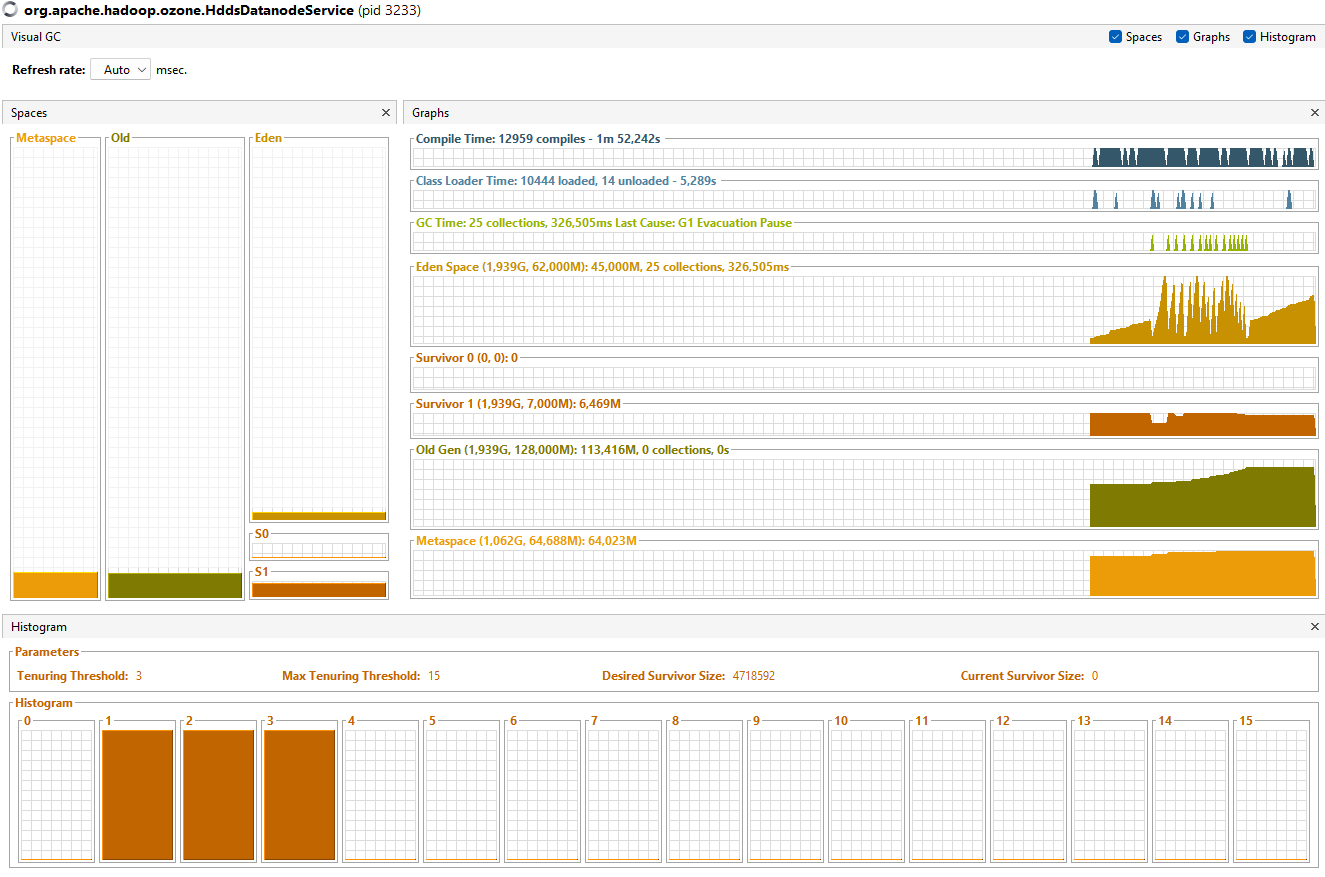 org.apache.hadoop.ozone.HddsDatanodeService (pid 3233)
Visual GC
Spaces Graphs Histogram
Refresh rate: Auto msec.
Spaces
Metaspace Old Eden
S0
S1
Graphs
Compile Time: 12959 compiles - 1m 52,242s
Class Loader Time: 10444 loaded, 14 unloaded - 5,289s
GC Time: 25 collections, 326,505ms Last Cause: G1 Evacuation Pause
Eden Space (1,939G, 62,000M): 45,000M, 25 collections, 326,505ms
Survivor 0 (0, 0): 0
Survivor 1 (1,939G, 7,000M): 6,469M
Old Gen (1,939G, 128,000M): 113,416M, 0 collections, 0s
Metaspace (1,062G, 64,688M): 64,023M
Histogram
Parameters
Tenuring Threshold: 3 Max Tenuring Threshold: 15 Desired Survivor Size: 4718592 Current Survivor Size: 0
Histogram
0 1 2 3 4 5 6 7 8 9 10 11 12 13 14 15